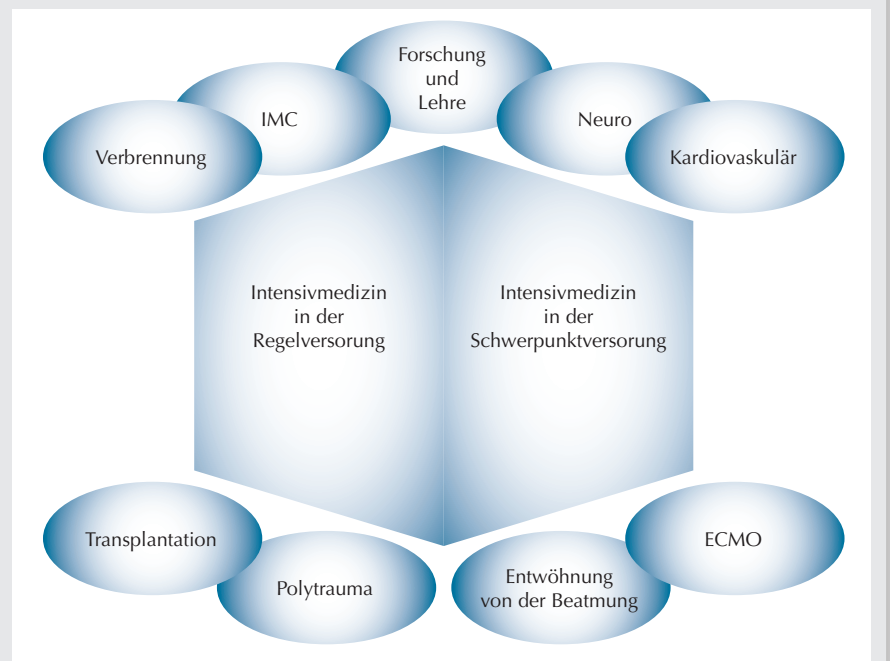 Forschung
und
Lehre
IMC
Neuro
Verbrennung
Kardiovaskulär
Intensivmedizin
in der
Regelversorung
Intensivmedizin
in der
Schwerpunktversorung
Transplantation
ECMO
Polytrauma
Entwöhnung
von der Beatmung